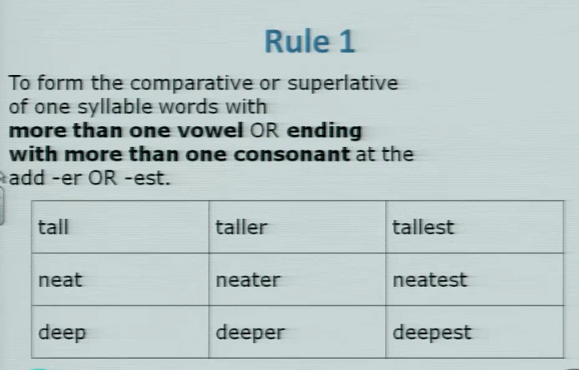 Rule 1
To form the comparative or superlative
of one syllable words with
more than one vowel OR ending
with more than one consonant at the
add -er OR -est.
tall taller tallest
neat neater neatest
deep deeper deepest